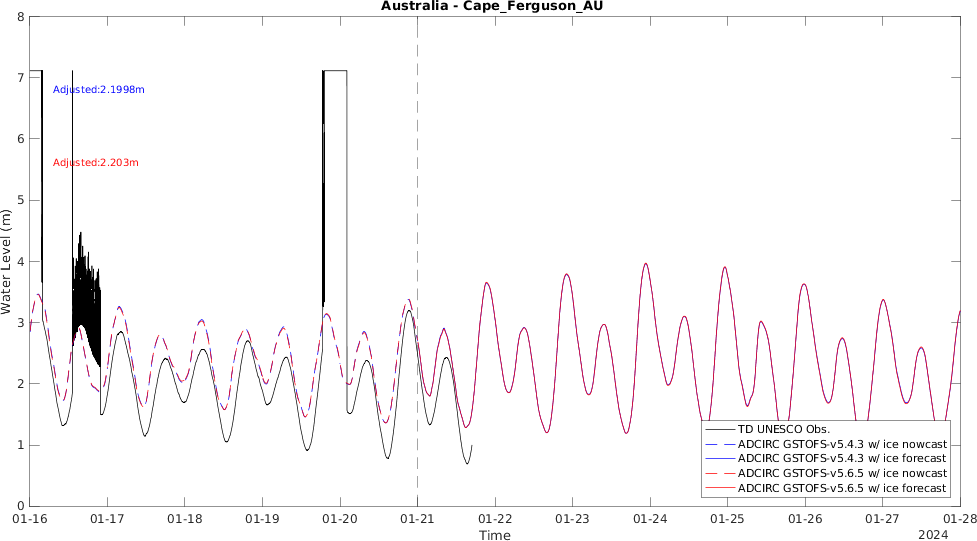 Australia - Cape_Ferguson_AU
8
7
6
5
4
3
2
1
0
Water Level (m)
Adjusted:2.1998m
Adjusted:2.203m
TD UNESCO Obs.
ADCIRC GSTOFS-v5.4.3 w/ ice nowcast
ADCIRC GSTOFS-v5.4.3 w/ ice forecast
ADCIRC GSTOFS-v5.6.5 w/ ice nowcast
ADCIRC GSTOFS-v5.6.5 w/ ice forecast
01-16 01-17 01-18 01-19 01-20 01-21 01-22 01-23 01-24 01-25 01-26 01-27 01-28
Time
2024